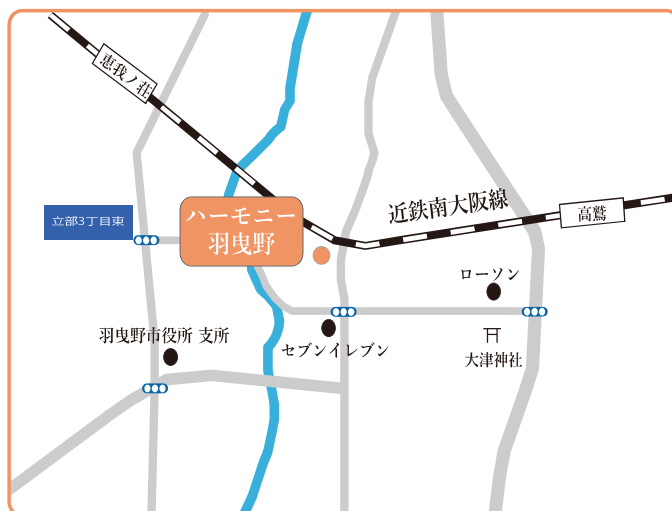 恵我ノ荘
近鉄南大阪線
高鷲
立部3丁目東
ハーモニー
羽曳野
ローソン
羽曳野市役所 支所
セブンイレブン
大津神社